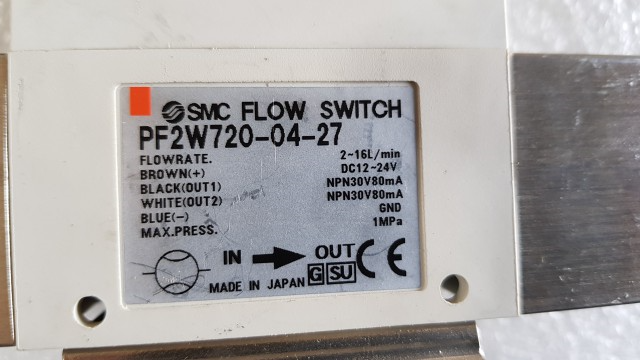 SMC FLOW SWITCH
PF2W720-04-27
FLOWRATE. 2~16L/min
BROWN(+) DC12~24V
BLACK(OUT1) NPN30V80mA
WHITE(OUT2) NPN30V80mA
BLUE(-) GND
MAX.PRESS. 1MPa
IN OUT
MADE IN JAPAN G SU CE